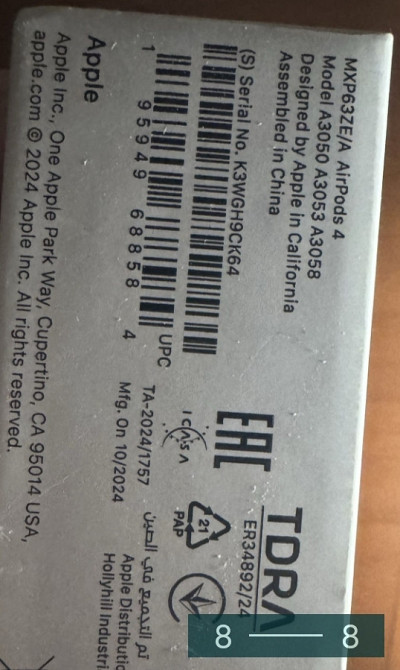 MXP63ZE/A AirPods 4
Model A3050 A3053 A3058
Designed by Apple in California
Assembled in China
(S) Serial No. K3WGH9CK64
UPC
1 95949 68858 4
Apple
Apple Inc., One Apple Park Way, Cupertino, CA 95014 USA,
apple.com © 2024 Apple Inc. All rights reserved.
TDRA
ER34892/24
EAC
21
PAP
ICASA
TA-2024/1757
Mfg. On 10/2024
تم التجميع في الصين
Apple Distributio
Hollyhill Industri
8 | 8